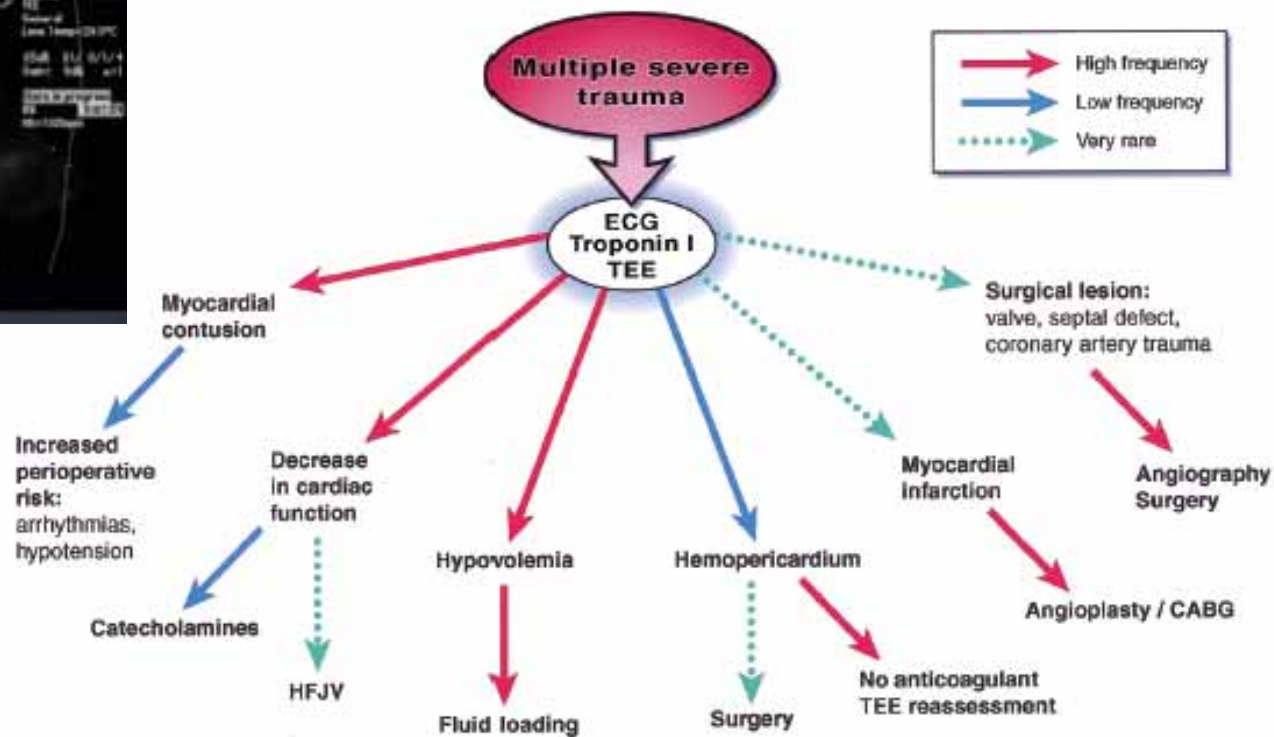 General
Multiple severe
trauma
High frequency
Low frequency
Very rare
ECG
Troponin I
TEE
Myocardial
contusion
Surgical lesion:
valve, septal defect,
coronary artery trauma
Increased
perioperative
risk:
arrhythmias,
hypotension
Decrease
in cardiac
function
Myocardial
infarction
Angiography
Surgery
Hypovolemia
Hemopericardium
Catecholamines
Angioplasty / CABG
HFJV
Fluid loading
Surgery
No anticoagulant
TEE reassessment